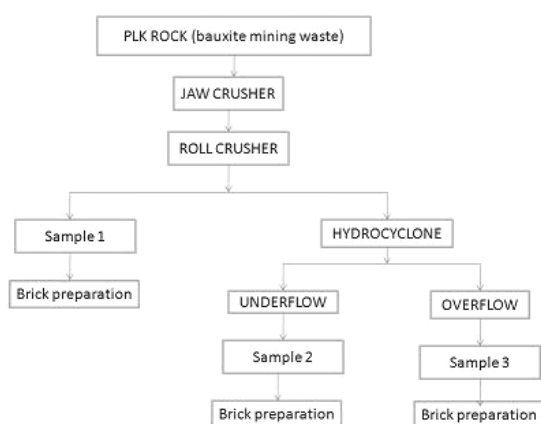 PLK ROCK (bauxite mining waste)
JAW CRUSHER
ROLL CRUSHER
Sample 1
HYDROCYCLONE
Brick preparation
UNDERFLOW
OVERFLOW
Sample 2
Sample 3
Brick preparation
Brick preparation